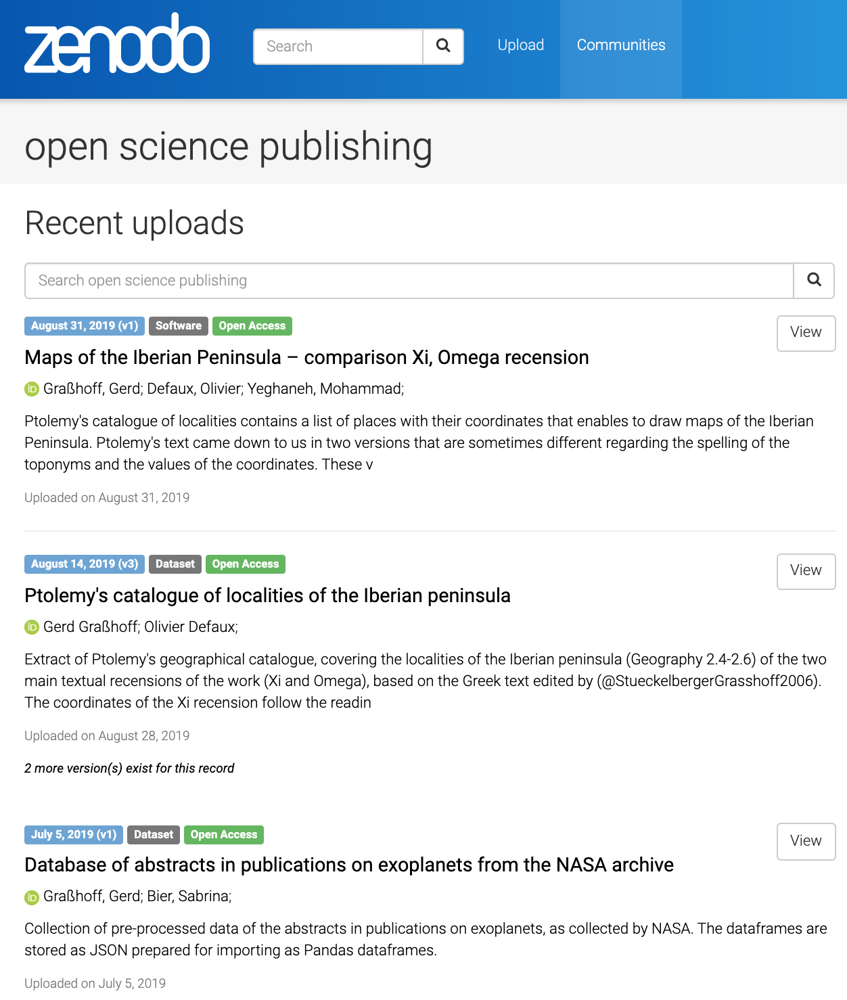 zenodo
Search
Upload
Communities
open science publishing
Recent uploads
Search open science publishing
August 31, 2019 (v1) Software Open Access
View
Maps of the Iberian Peninsula – comparison Xi, Omega recension
iD Graßhoff, Gerd; Defaux, Olivier; Yeghaneh, Mohammad;
Ptolemy's catalogue of localities contains a list of places with their coordinates that enables to draw maps of the Iberian
Peninsula. Ptolemy's text came down to us in two versions that are sometimes different regarding the spelling of the
toponyms and the values of the coordinates. These v
Uploaded on August 31, 2019
August 14, 2019 (v3) Dataset Open Access
View
Ptolemy's catalogue of localities of the Iberian peninsula
iD Gerd Graßhoff; Olivier Defaux;
Extract of Ptolemy's geographical catalogue, covering the localities of the Iberian peninsula (Geography 2.4-2.6) of the two
main textual recensions of the work (Xi and Omega), based on the Greek text edited by (@StueckelbergerGrasshoff2006).
The coordinates of the Xi recension follow the readin
Uploaded on August 28, 2019
2 more version(s) exist for this record
July 5, 2019 (v1) Dataset Open Access
View
Database of abstracts in publications on exoplanets from the NASA archive
iD Graßhoff, Gerd; Bier, Sabrina;
Collection of pre-processed data of the abstracts in publications on exoplanets, as collected by NASA. The dataframes are
stored as JSON prepared for importing as Pandas dataframes.
Uploaded on July 5, 2019